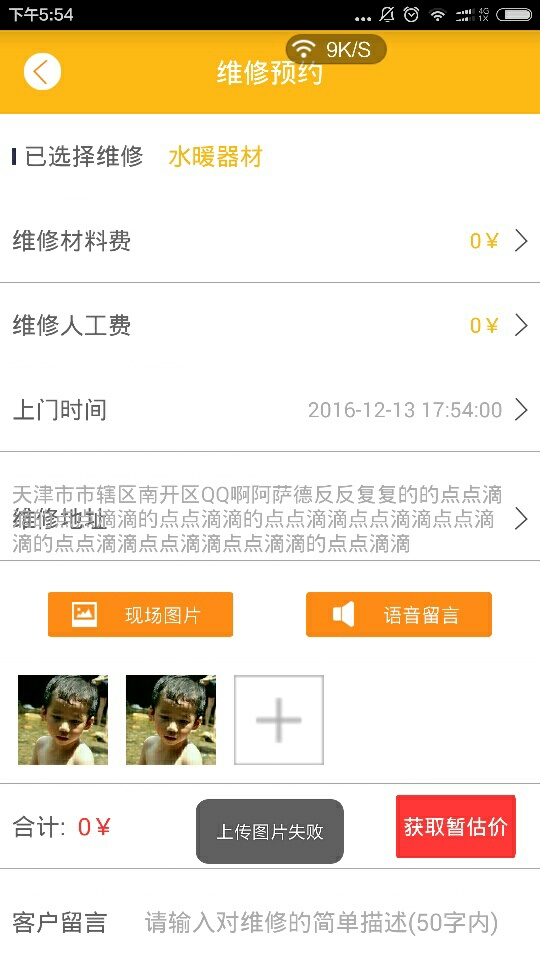 下午5:54
... 4G 1X
9K/S
维修预约
已选择维修 水暖器材
维修材料费 0¥
维修人工费 0¥
上门时间 2016-12-13 17:54:00
天津市市辖区南开区QQ啊阿萨德反反复复的的点点滴
维修地址
滴的点点滴滴的点点滴滴的点点滴滴点点滴滴点点滴
滴的点点滴滴点点滴滴点点滴滴的点点滴滴
现场图片 语音留言
合计: 0¥ 上传图片失败 获取暂估价
客户留言 请输入对维修的简单描述(50字内)